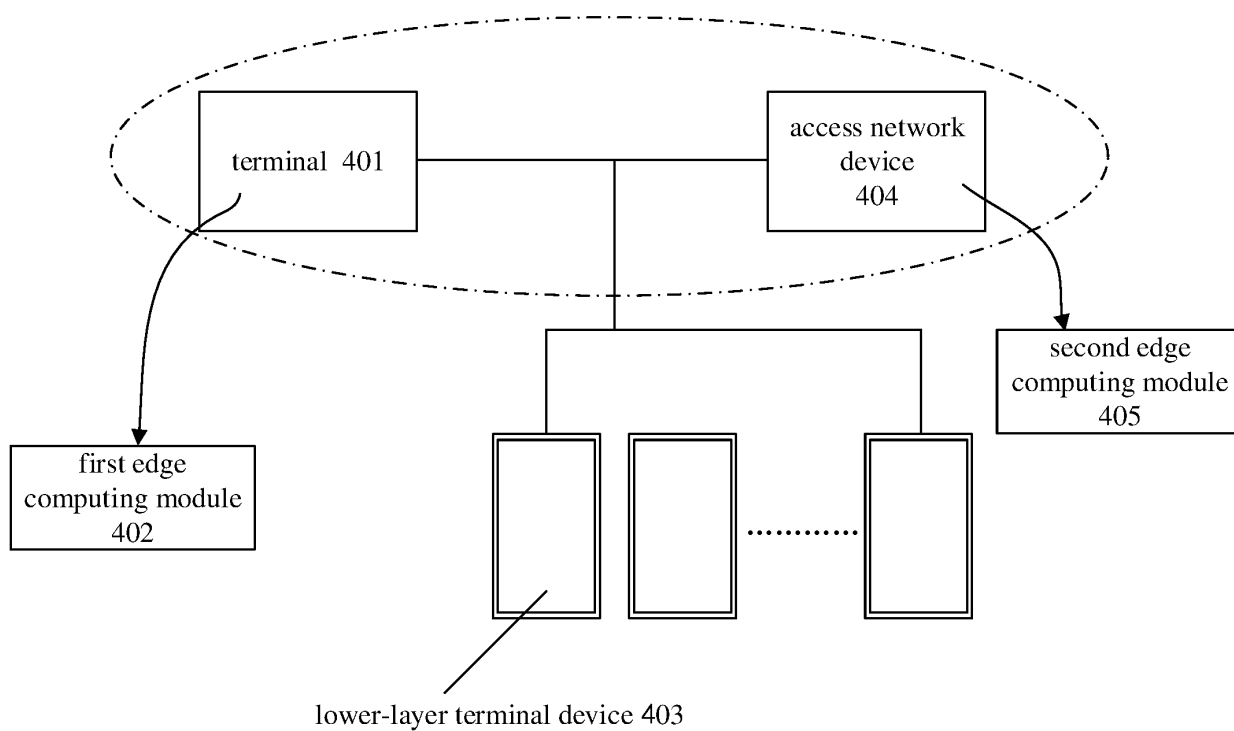 terminal 401
access network
device
404
second edge
computing module
405
first edge
computing module
402
lower-layer terminal device 403